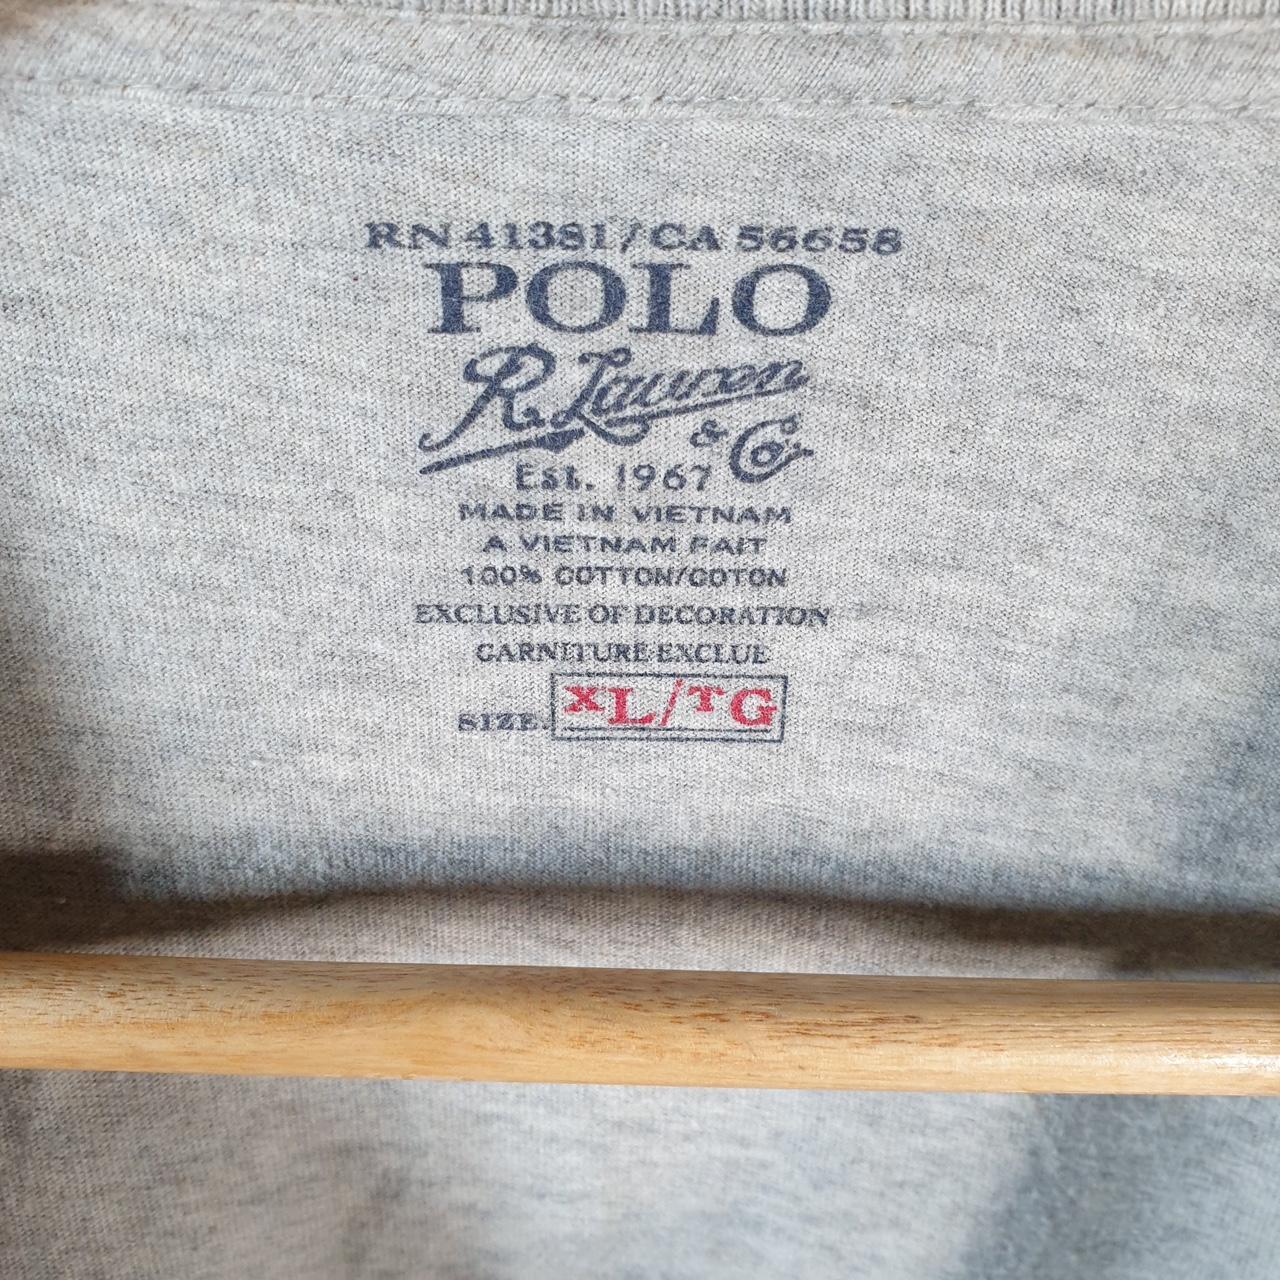 RN 41381/CA 56658
POLO
R. Lauren
& Co.
Est. 1967
MADE IN VIETNAM
A VIETNAM FAIT
100% COTTON/COTON
EXCLUSIVE OF DECORATION
GARNITURE EXCLUE
SIZE: XL/TG